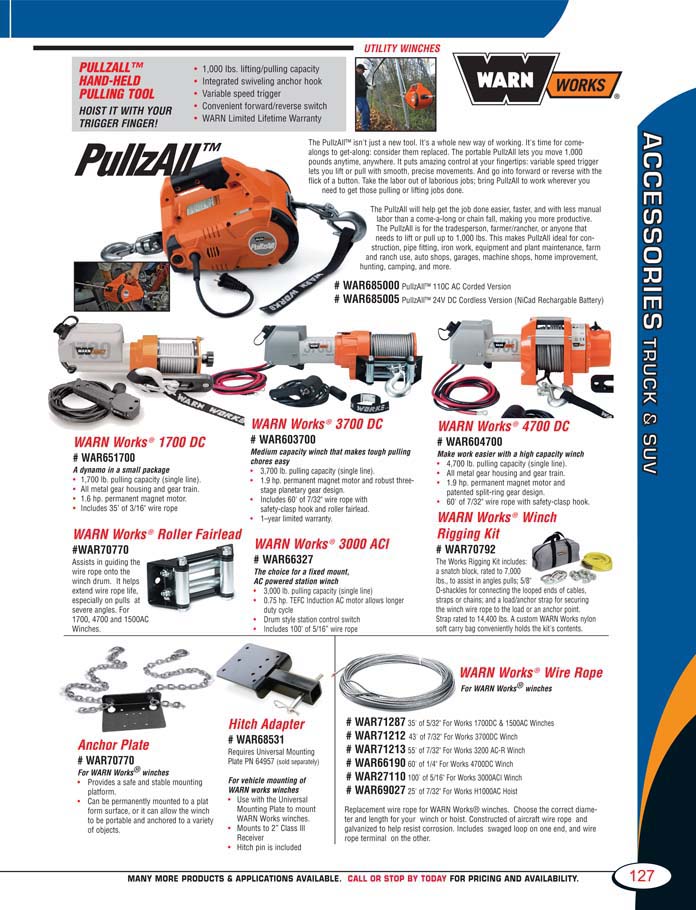 UTILITY WINCHES
PULLZALL™
HAND-HELD
PULLING TOOL
HOIST IT WITH YOUR
TRIGGER FINGER!
• 1,000 lbs. lifting/pulling capacity
• Integrated swiveling anchor hook
• Variable speed trigger
• Convenient forward/reverse switch
• WARN Limited Lifetime Warranty
WARN WORKS®
ACCESSORIES TRUCK & SUV
PullzAll™
The PullzAll™ isn't just a new tool. It's a whole new way of working. It's time for come-
alongs to get-along: consider them replaced. The portable PullzAll lets you move 1,000
pounds anytime, anywhere. It puts amazing control at your fingertips: variable speed trigger
lets you lift or pull with smooth, precise movements. And go into forward or reverse with the
flick of a button. Take the labor out of laborious jobs; bring PullzAll to work wherever you
need to get those pulling or lifting jobs done.
The PullzAll will help get the job done easier, faster, and with less manual
labor than a come-a-long or chain fall, making you more productive.
The PullzAll is for the tradesperson, farmer/rancher, or anyone that
needs to lift or pull up to 1,000 lbs. This makes PullzAll ideal for con-
struction, pipe fitting, iron work, equipment and plant maintenance, farm
and ranch use, auto shops, garages, machine shops, home improvement,
hunting, camping, and more.
# WAR685000 PullzAll™ 110C AC Corded Version
# WAR685005 PullzAll™ 24V DC Cordless Version (NiCad Rechargable Battery)
PullzAll
WARN WORKS
1700
3700
4700
WARN WORKS
WARN WORKS
WARN Works® 1700 DC
# WAR651700
A dynamo in a small package
• 1,700 lb. pulling capacity (single line).
• All metal gear housing and gear train.
• 1.6 hp. permanent magnet motor.
• Includes 35' of 3/16" wire rope
WARN Works® 3700 DC
# WAR603700
Medium capacity winch that makes tough pulling
chores easy
• 3,700 lb. pulling capacity (single line).
• 1.9 hp. permanent magnet motor and robust three-
stage planetary gear design.
• Includes 60' of 7/32" wire rope with
safety-clasp hook and roller fairlead.
• 1–year limited warranty.
WARN Works® 4700 DC
# WAR604700
Make work easier with a high capacity winch
• 4,700 lb. pulling capacity (single line).
• All metal gear housing and gear train.
• 1.9 hp. permanent magnet motor and
patented split-ring gear design.
• 60' of 7/32" wire rope with safety-clasp hook.
WARN Works® Roller Fairlead
#WAR70770
Assists in guiding the
wire rope onto the
winch drum. It helps
extend wire rope life,
especially on pulls at
severe angles. For
1700, 4700 and 1500AC
Winches.
WARN Works® 3000 ACI
# WAR66327
The choice for a fixed mount,
AC powered station winch
• 3,000 lb. pulling capacity (single line)
• 0.75 hp. TEFC Induction AC motor allows longer
duty cycle
• Drum style station control switch
• Includes 100' of 5/16" wire rope
WARN Works® Winch
Rigging Kit
# WAR70792
The Works Rigging Kit includes:
a snatch block, rated to 7,000
lbs., to assist in angles pulls; 5/8'
D-shackles for connecting the looped ends of cables,
straps or chains; and a load/anchor strap for securing
the winch wire rope to the load or an anchor point.
Strap rated to 14,400 lbs. A custom WARN Works nylon
soft carry bag conveniently holds the kit's contents.
Anchor Plate
# WAR70770
For WARN Works® winches
• Provides a safe and stable mounting
platform.
• Can be permanently mounted to a plat
form surface, or it can allow the winch
to be portable and anchored to a variety
of objects.
Hitch Adapter
# WAR68531
Requires Universal Mounting
Plate PN 64957 (sold separately)
For vehicle mounting of
WARN works winches
• Use with the Universal
Mounting Plate to mount
WARN Works winches.
• Mounts to 2" Class III
Receiver
• Hitch pin is included
WARN Works® Wire Rope
For WARN Works® winches
# WAR71287 35' of 5/32" For Works 1700DC & 1500AC Winches
# WAR71212 43' of 7/32" For Works 3700DC Winch
# WAR71213 55' of 7/32" For Works 3200 AC-R Winch
# WAR66190 60' of 1/4' For Works 4700DC Winch
# WAR27110 100' of 5/16' For Works 3000ACI Winch
# WAR69027 25' of 7/32' For Works H1000AC Hoist
Replacement wire rope for WARN Works® winches. Choose the correct diame-
ter and length for your winch or hoist. Constructed of aircraft wire rope and
galvanized to help resist corrosion. Includes swaged loop on one end, and wire
rope terminal on the other.
MANY MORE PRODUCTS & APPLICATIONS AVAILABLE. CALL OR STOP BY TODAY FOR PRICING AND AVAILABILITY.
127